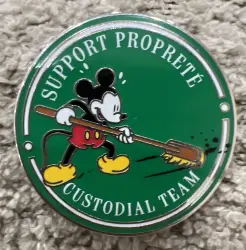 SUPPORT PROPRETÉ
CUSTODIAL TEAM